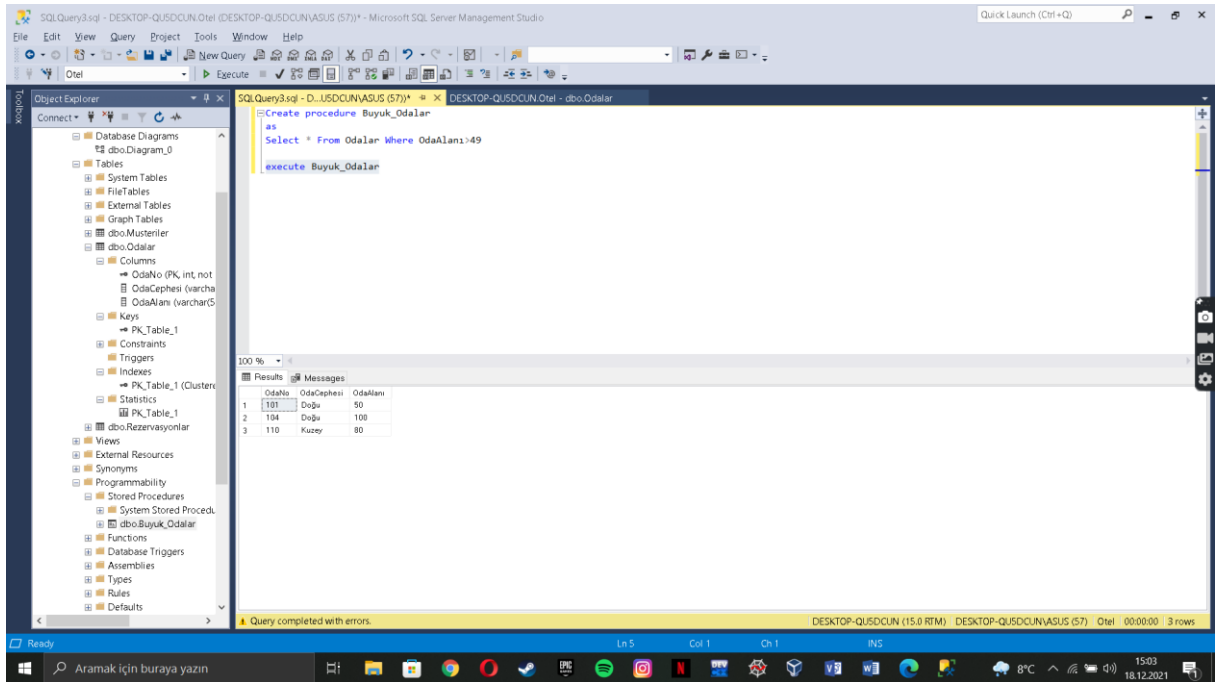 SQLQuery3.sql - DESKTOP-QU5DCUN.Otel (DESKTOP-QU5DCUN\ASUS (57))* - Microsoft SQL Server Management Studio
Quick Launch (Ctrl+Q)
File Edit View Query Project Tools Window Help
New Query
Otel
Execute
Toolbox
Object Explorer
Connect
Database Diagrams
dbo.Diagram_0
Tables
System Tables
FileTables
External Tables
Graph Tables
dbo.Musteriler
dbo.Odalar
Columns
OdaNo (PK, int, not
OdaCephesi (varcha
OdaAlanı (varchar(5
Keys
PK_Table_1
Constraints
Triggers
Indexes
PK_Table_1 (Clustere
Statistics
PK_Table_1
dbo.Rezervasyonlar
Views
External Resources
Synonyms
Programmability
Stored Procedures
System Stored Procedu
dbo.Buyuk_Odalar
Functions
Database Triggers
Assemblies
Types
Rules
Defaults
SQLQuery3.sql - D...U5DCUN\ASUS (57))* DESKTOP-QU5DCUN.Otel - dbo.Odalar
Create procedure Buyuk_Odalar
as
Select * From Odalar Where OdaAlanı>49
execute Buyuk_Odalar
100 %
Results Messages
OdaNo OdaCephesi OdaAlanı
1 101 Doğu 50
2 104 Doğu 100
3 110 Kuzey 80
Query completed with errors.
DESKTOP-QU5DCUN (15.0 RTM) DESKTOP-QU5DCUN\ASUS (57) Otel 00:00:00 3 rows
Ready Ln 5 Col 1 Ch 1 INS
Aramak için buraya yazın
8°C
15:03
18.12.2021